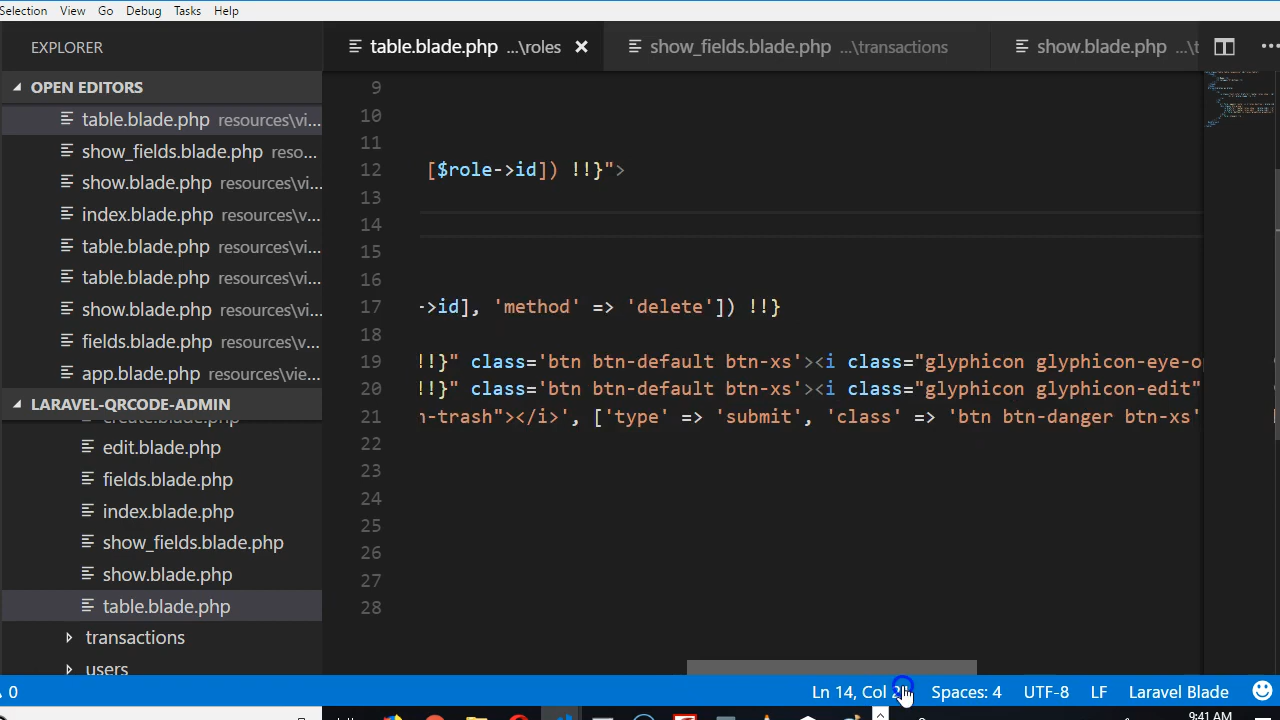 Selection View Go Debug Tasks Help
EXPLORER
table.blade.php ...\roles
show_fields.blade.php ...\transactions
show.blade.php ...\t
OPEN EDITORS
table.blade.php resources\vi...
show_fields.blade.php reso...
show.blade.php resources\vi...
index.blade.php resources\v...
table.blade.php resources\vi...
table.blade.php resources\vi...
show.blade.php resources\vi...
fields.blade.php resources\v...
app.blade.php resources\vie...
LARAVEL-QRCODE-ADMIN
create.blade.php
edit.blade.php
fields.blade.php
index.blade.php
show_fields.blade.php
show.blade.php
table.blade.php
transactions
users
9
10
11
12 [$role->id]) !!}">
13
14
15
16
17 ->id], 'method' => 'delete']) !!}
18
19 !!}" class='btn btn-default btn-xs'><i class="glyphicon glyphicon-eye-o
20 !!}" class='btn btn-default btn-xs'><i class="glyphicon glyphicon-edit"
21 n-trash"></i>', ['type' => 'submit', 'class' => 'btn btn-danger btn-xs'
22
23
24
25
26
27
28
0
Ln 14, Col
Spaces: 4
UTF-8
LF
Laravel Blade
9:41 AM